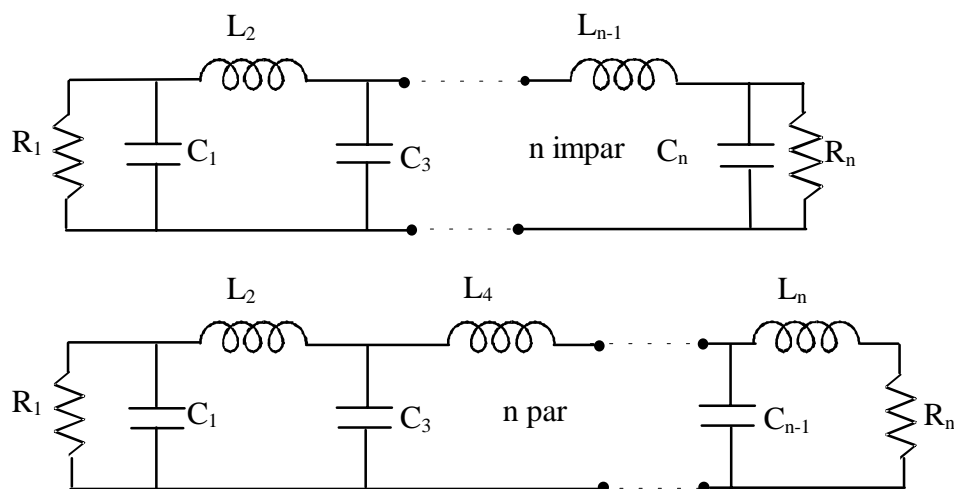 L2 Ln-1
R1 C1 C3 n impar Cn Rn
L2 L4 Ln
R1 C1 C3 n par Cn-1 Rn